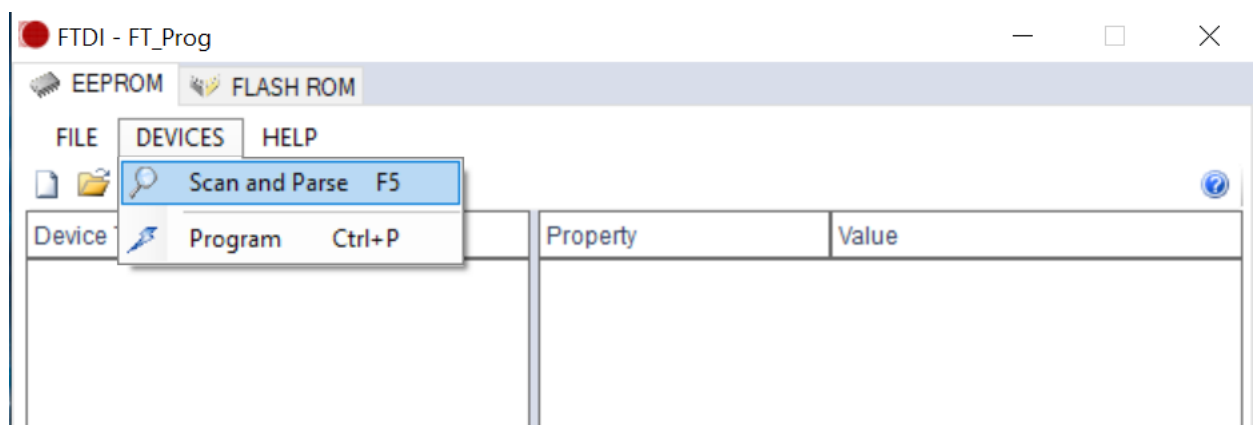 FTDI - FT_Prog
EEPROM FLASH ROM
FILE DEVICES HELP
Scan and Parse F5
Device Property Value
Program Ctrl+P